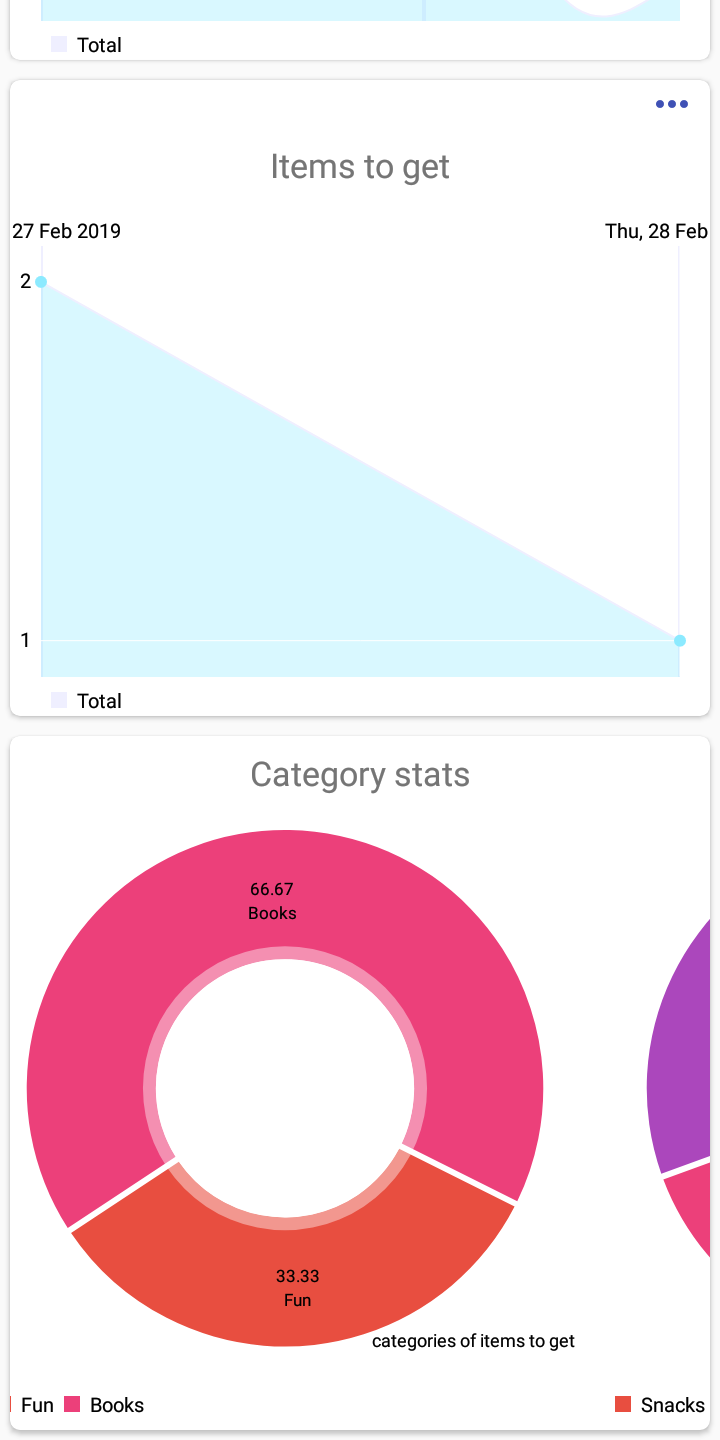 Total
Items to get
27 Feb 2019
Thu, 28 Feb
2
1
Total
Category stats
66.67
Books
33.33
Fun
categories of items to get
Fun
Books
Snacks